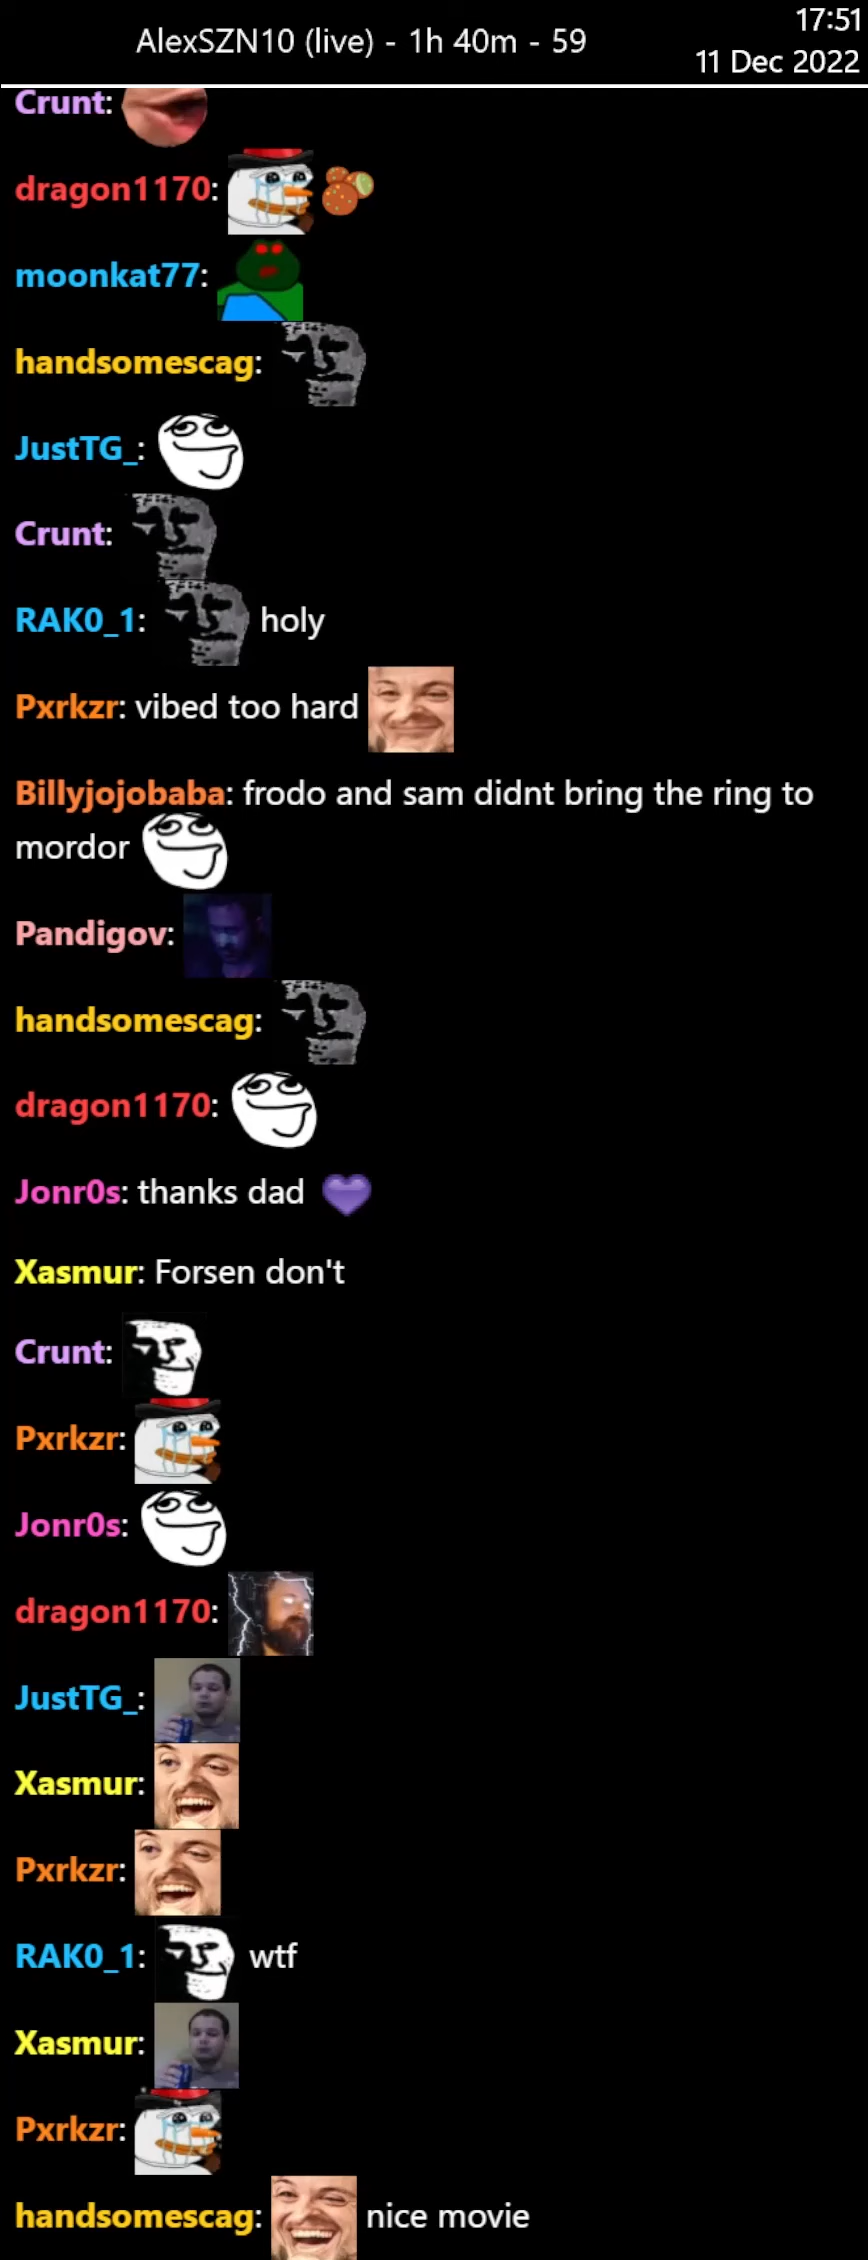 17:51
AlexSZN10 (live) - 1h 40m - 59
11 Dec 2022
Crunt:
dragon1170:
moonkat77:
handsomescag:
JustTG_:
Crunt:
RAK0_1: holy
Pxrkzr: vibed too hard
Billyjojobaba: frodo and sam didnt bring the ring to
mordor
Pandigov:
handsomescag:
dragon1170:
Jonr0s: thanks dad
Xasmur: Forsen don't
Crunt:
Pxrkzr:
Jonr0s:
dragon1170:
JustTG_:
Xasmur:
Pxrkzr:
RAK0_1: wtf
Xasmur:
Pxrkzr:
handsomescag: nice movie